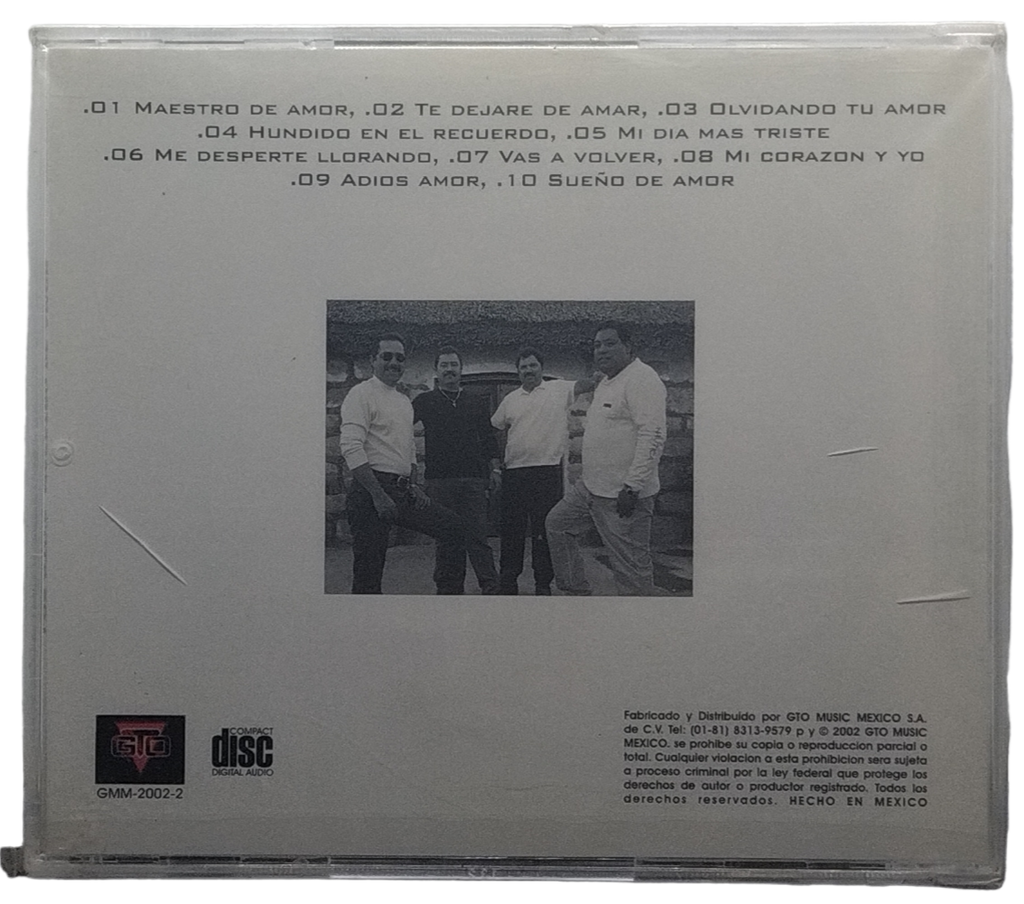 .01 Maestro de amor, .02 Te dejare de amar, .03 Olvidando tu amor
.04 Hundido en el recuerdo, .05 Mi dia mas triste
.06 Me desperte llorando, .07 Vas a volver, .08 Mi corazon y yo
.09 Adios amor, .10 Sueño de amor
GTO
GMM-2002-2
COMPACT
disc
DIGITAL AUDIO
Fabricado y Distribuido por GTO MUSIC MEXICO S.A.
de C.V. Tel: (01-81) 8313-9579 p y © 2002 GTO MUSIC
MEXICO. se prohibe su copia o reproduccion parcial o
total. Cualquier violacion a esta prohibicion sera sujeta
a proceso criminal por la ley federal que protege los
derechos de autor o productor registrado. Todos los
derechos reservados. HECHO EN MEXICO